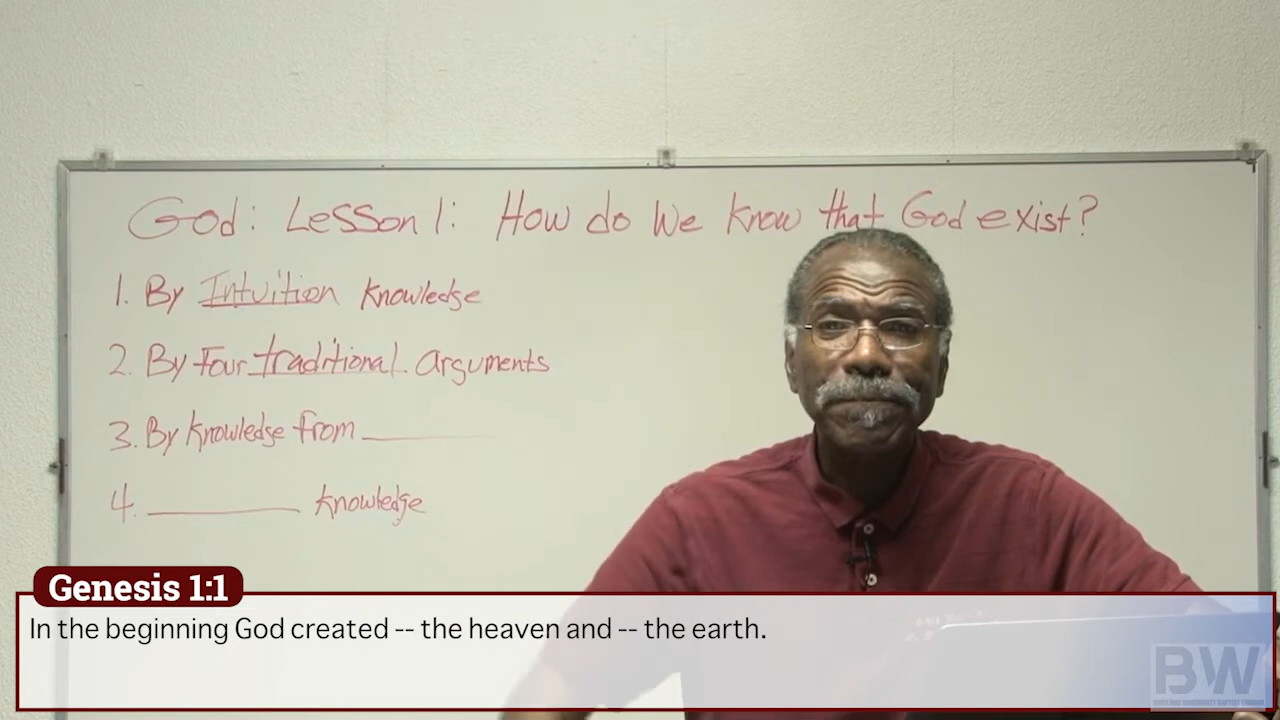 God: Lesson 1: How do We Know that God exist?
1. By Intuition Knowledge
2. By Four traditional Arguments
3. By Knowledge From ________
4. ________ Knowledge
Genesis 1:1
In the beginning God created -- the heaven and -- the earth.
BW